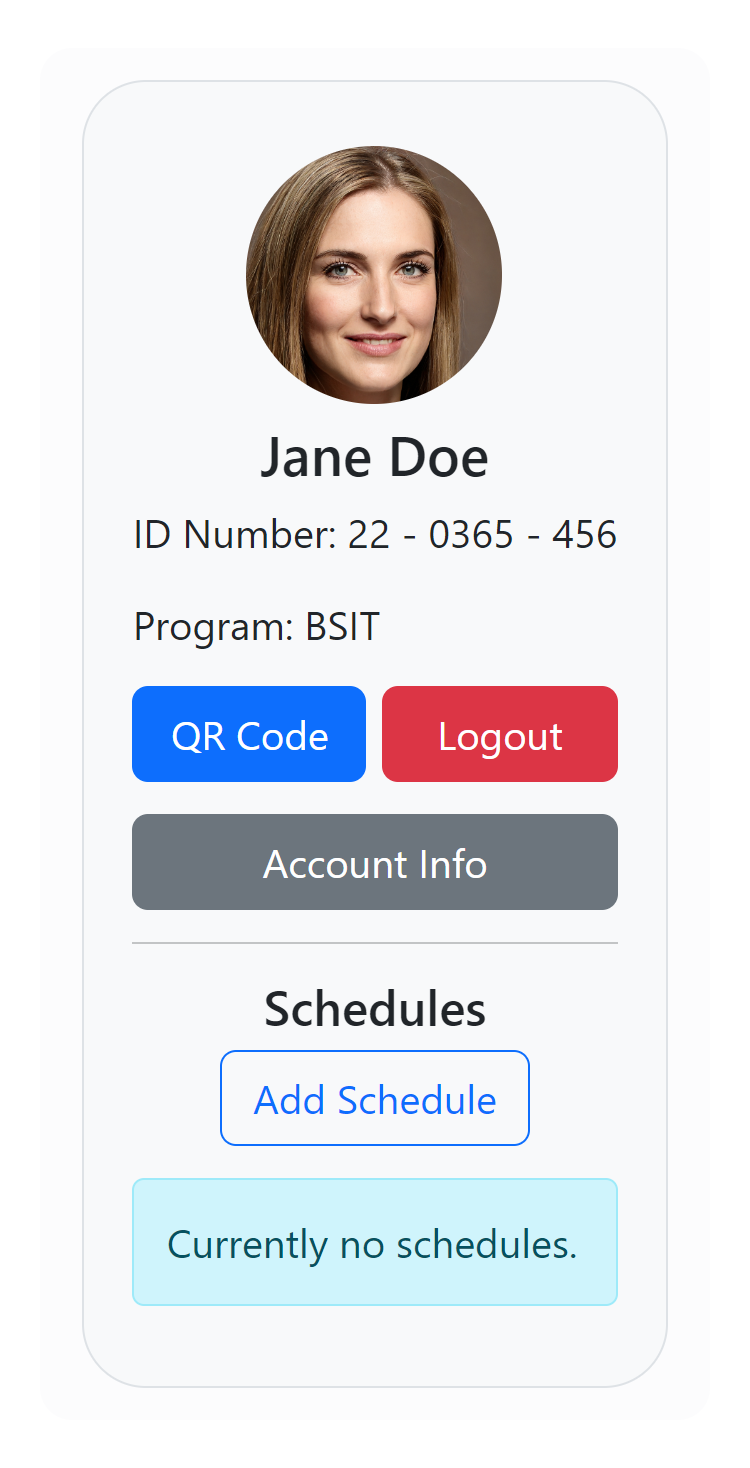 Jane Doe
ID Number: 22 - 0365 - 456
Program: BSIT
QR Code
Logout
Account Info
Schedules
Add Schedule
Currently no schedules.